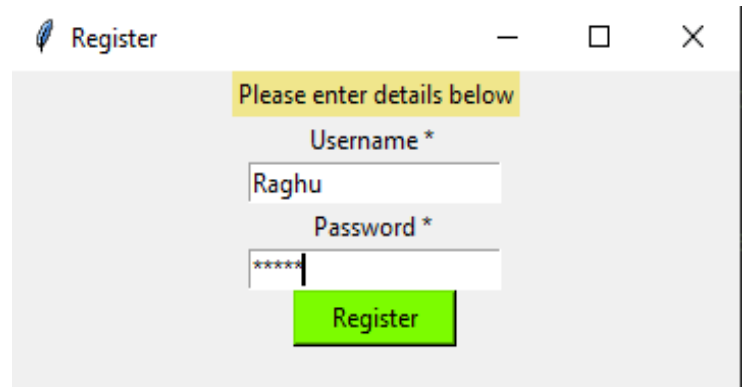 Register
Please enter details below
Username *
Raghu
Password *
*****
Register